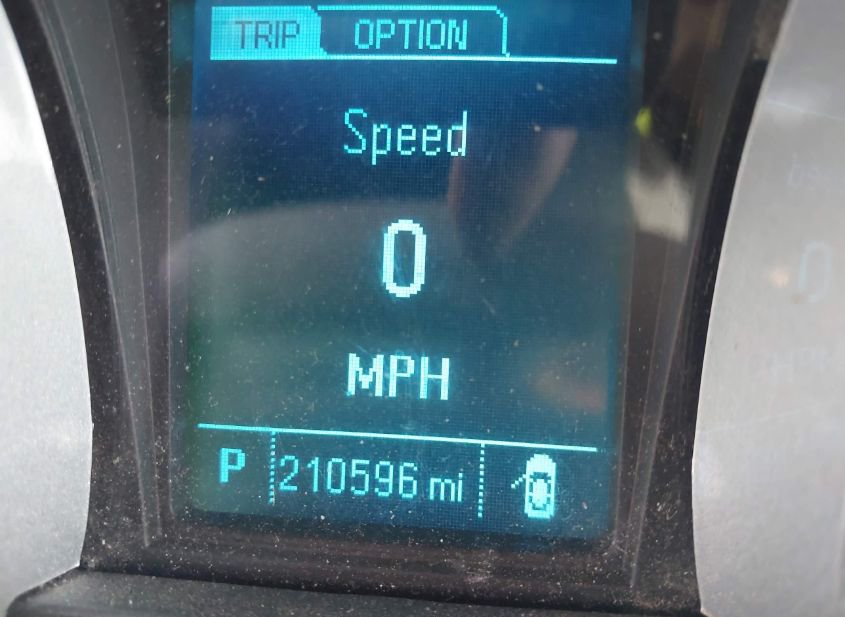 TRIP OPTION
Speed
0
MPH
P 210596 mi